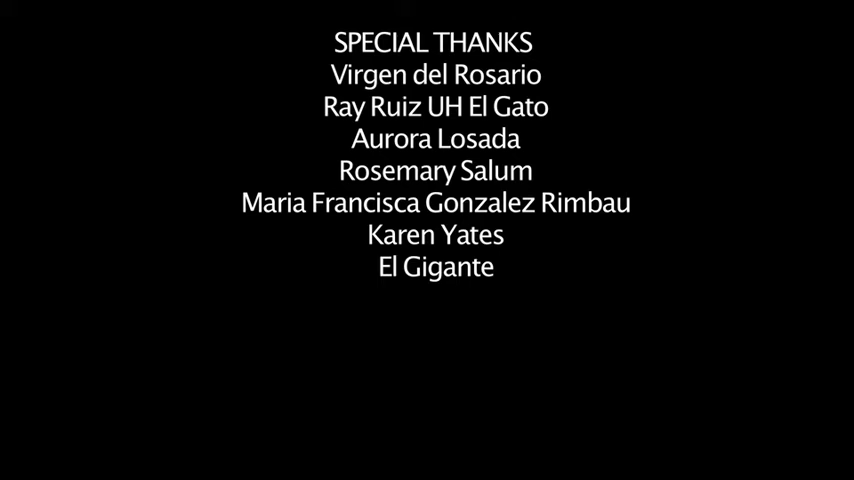 SPECIAL THANKS
Virgen del Rosario
Ray Ruiz UH El Gato
Aurora Losada
Rosemary Salum
Maria Francisca Gonzalez Rimbau
Karen Yates
El Gigante